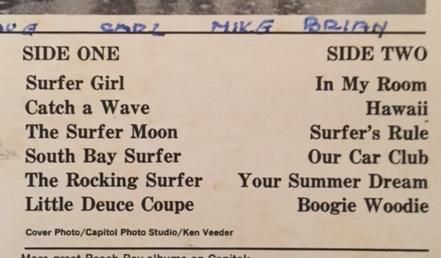 CARL MIKE BRIAN
SIDE ONE SIDE TWO
Surfer Girl In My Room
Catch a Wave Hawaii
The Surfer Moon Surfer's Rule
South Bay Surfer Our Car Club
The Rocking Surfer Your Summer Dream
Little Deuce Coupe Boogie Woodie
Cover Photo/Capitol Photo Studio/Ken Veeder